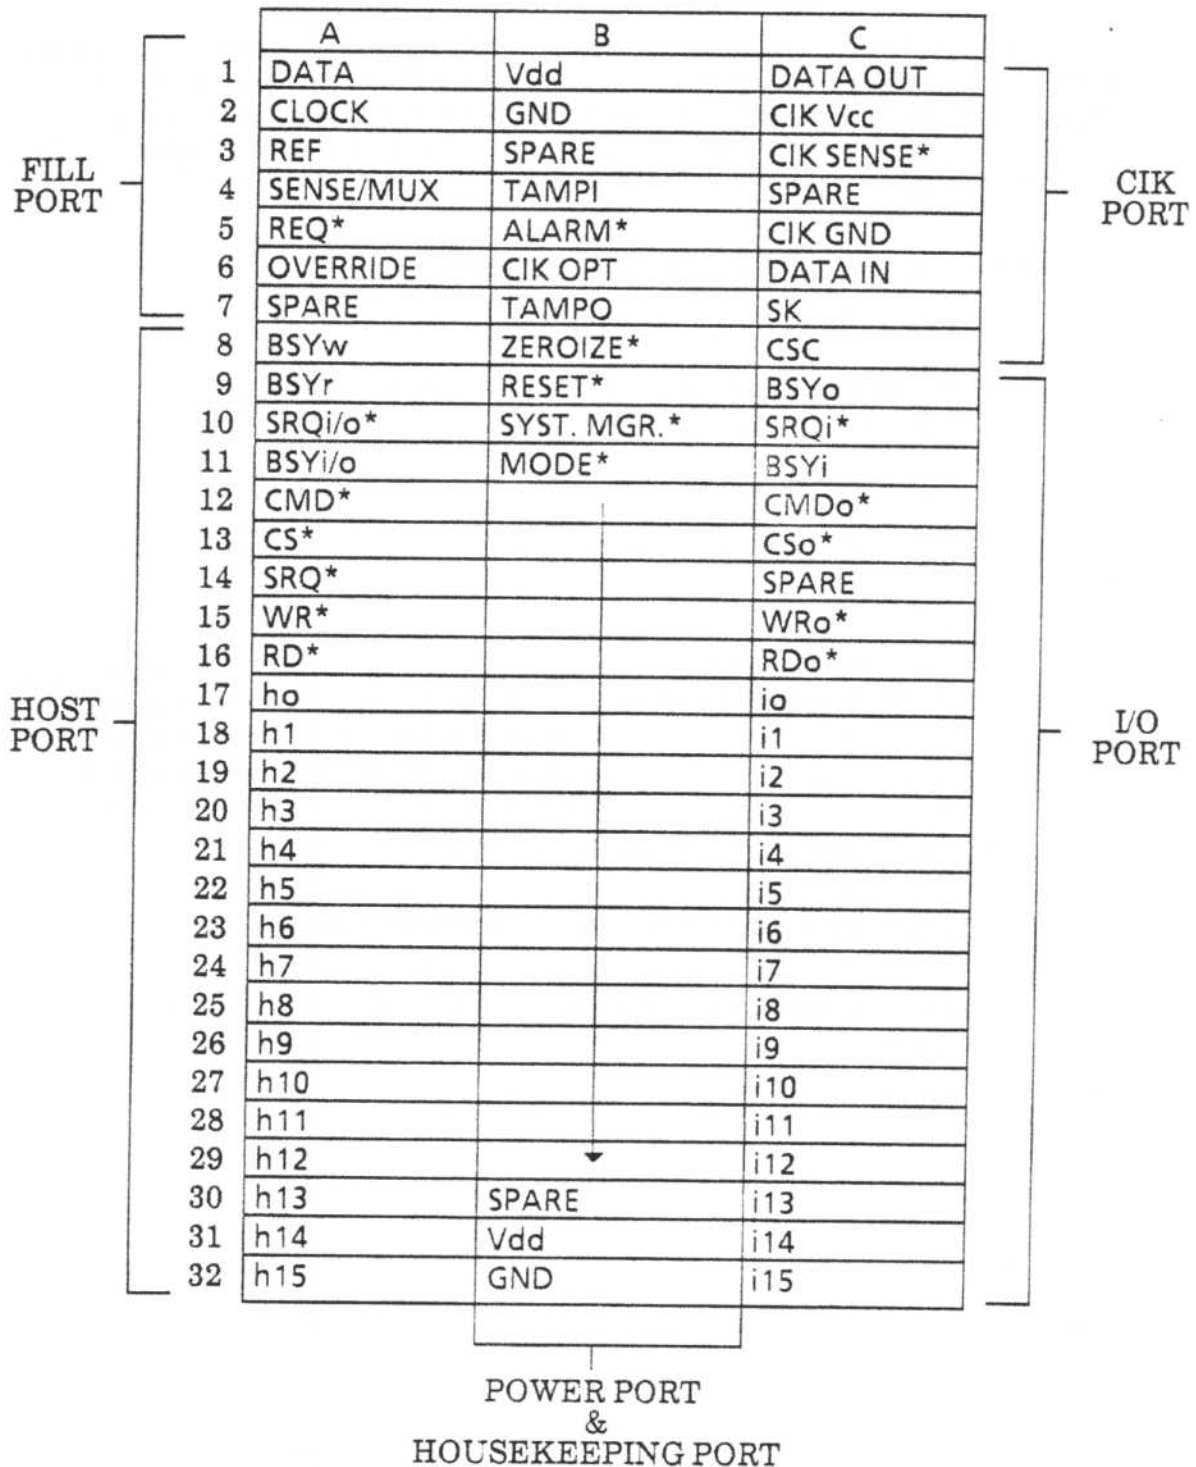 A B C
1 DATA Vdd DATA OUT
2 CLOCK GND CIK Vcc
3 REF SPARE CIK SENSE*
FILL PORT
4 SENSE/MUX TAMPI SPARE
CIK PORT
5 REQ* ALARM* CIK GND
6 OVERRIDE CIK OPT DATA IN
7 SPARE TAMPO SK
8 BSYw ZEROIZE* CSC
9 BSYr RESET* BSYo
10 SRQi/o* SYST. MGR.* SRQi*
11 BSYi/o MODE* BSYi
12 CMD* CMDo*
13 CS* CSo*
14 SRQ* SPARE
15 WR* WRo*
16 RD* RDo*
17 ho io
HOST PORT
18 h1 i1
I/O PORT
19 h2 i2
20 h3 i3
21 h4 i4
22 h5 i5
23 h6 i6
24 h7 i7
25 h8 i8
26 h9 i9
27 h10 i10
28 h11 i11
29 h12 i12
30 h13 SPARE i13
31 h14 Vdd i14
32 h15 GND i15
POWER PORT
&
HOUSEKEEPING PORT